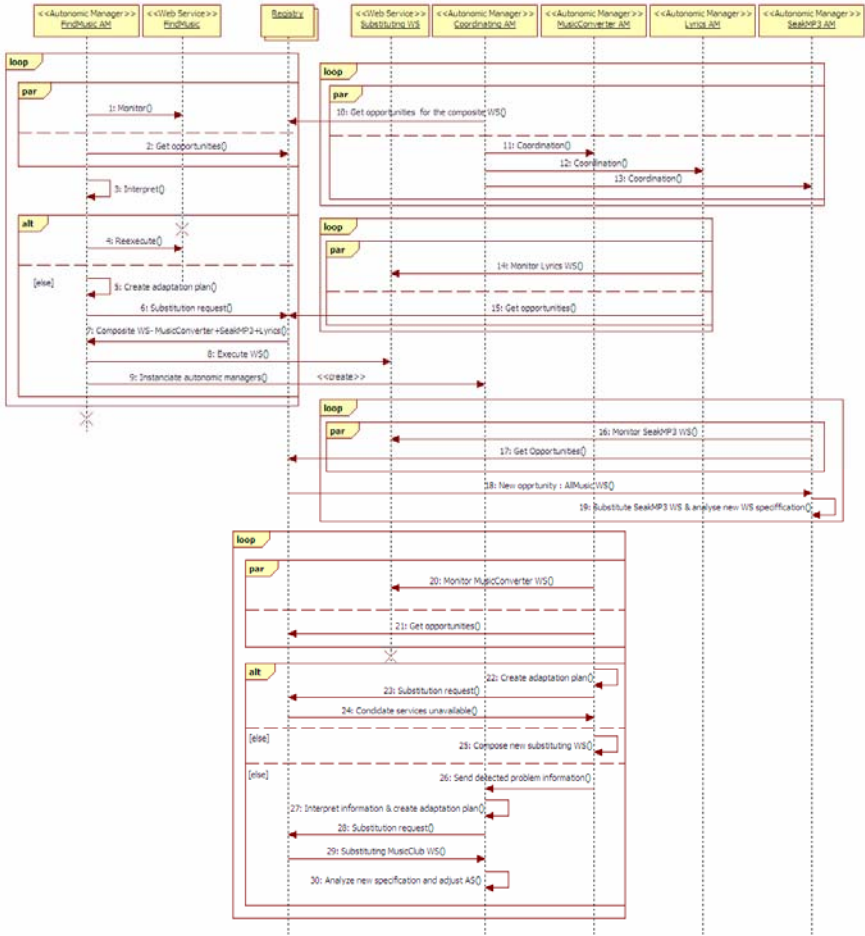 <<Autonomic Manager>>
FindMusic AM
<<Web Service>>
FindMusic
Registry
<<Web Service>>
Substituting WS
<<Autonomic Manager>>
Coordinating AM
<<Autonomic Manager>>
MusicConverter AM
<<Autonomic Manager>>
Lyrics AM
<<Autonomic Manager>>
SeakMP3 AM
loop
par
1: Monitor()
2: Get opportunities()
3: Interpret()
alt
4: Reexecute()
[else]
5: Create adaptation plan()
6: Substitution request()
7: Composite WS- MusicConverter+SeakMP3+Lyrics()
8: Execute WS()
9: Instanciate autonomic managers()
<<create>>
loop
par
10: Get opportunities for the composite WS()
11: Coordination()
12: Coordination()
13: Coordination()
loop
par
14: Monitor Lyrics WS()
15: Get opportunities()
loop
par
16: Monitor SeakMP3 WS()
17: Get Opportunities()
18: New opprtunity : AllMusic WS()
19: Substitute SeakMP3 WS & analyse new WS speciffication()
loop
par
20: Monitor MusicConverter WS()
21: Get opportunities()
alt
22: Create adaptation plan()
23: Substitution request()
24: Condidate services unavailable()
[else]
25: Compose new substituting WS()
[else]
26: Send detected problem information()
27: Interpret information & create adaptation plan()
28: Substitution request()
29: Substituting MusicClub WS()
30: Analyze new specification and adjust AS()